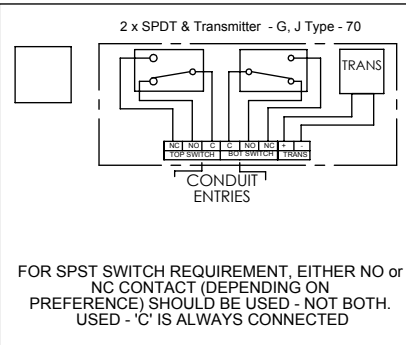 2 x SPDT & Transmitter - G, J Type - 70
TRANS
NC NO C C NO NC + -
TOP SWITCH BOT SWITCH TRANS
CONDUIT
ENTRIES
FOR SPST SWITCH REQUIREMENT, EITHER NO or
NC CONTACT (DEPENDING ON
PREFERENCE) SHOULD BE USED - NOT BOTH.
USED - 'C' IS ALWAYS CONNECTED